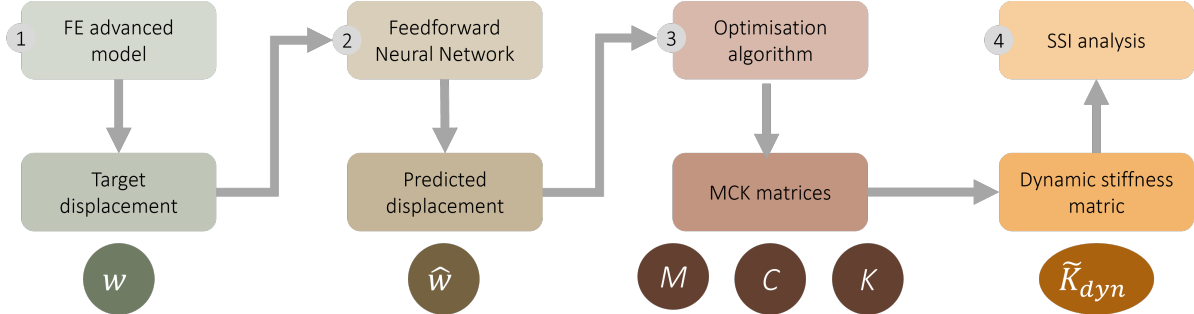 1
FE advanced
model
Target
displacement
w
2
Feedforward
Neural Network
Predicted
displacement
ŵ
3
Optimisation
algorithm
MCK matrices
M C K
4
SSI analysis
Dynamic stiffness
matric
K̃dyn